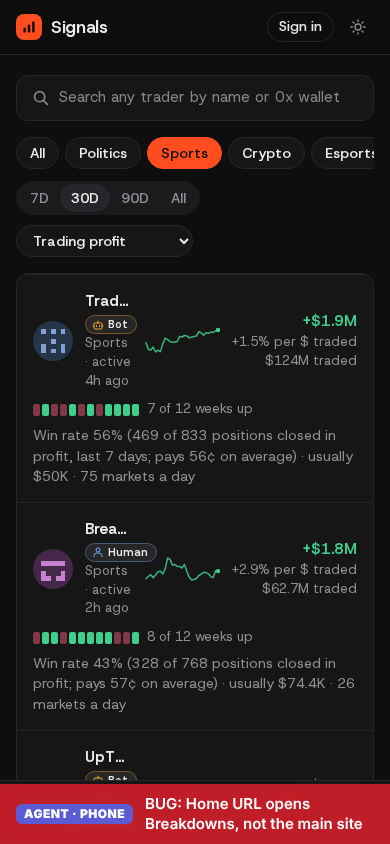 Signals
Sign in
Search any trader by name or 0x wallet
All Politics Sports Crypto Esports
7D 30D 90D All
Trading profit
Trad…
Bot
Sports
· active
4h ago
+$1.9M
+1.5% per $ traded
$124M traded
7 of 12 weeks up
Win rate 56% (469 of 833 positions closed in
profit, last 7 days; pays 56¢ on average) · usually
$50K · 75 markets a day
Brea…
Human
Sports
· active
2h ago
+$1.8M
+2.9% per $ traded
$62.7M traded
8 of 12 weeks up
Win rate 43% (328 of 768 positions closed in
profit; pays 57¢ on average) · usually $74.4K · 26
markets a day
UpT…
Bot
AGENT · PHONE
BUG: Home URL opens
Breakdowns, not the main site